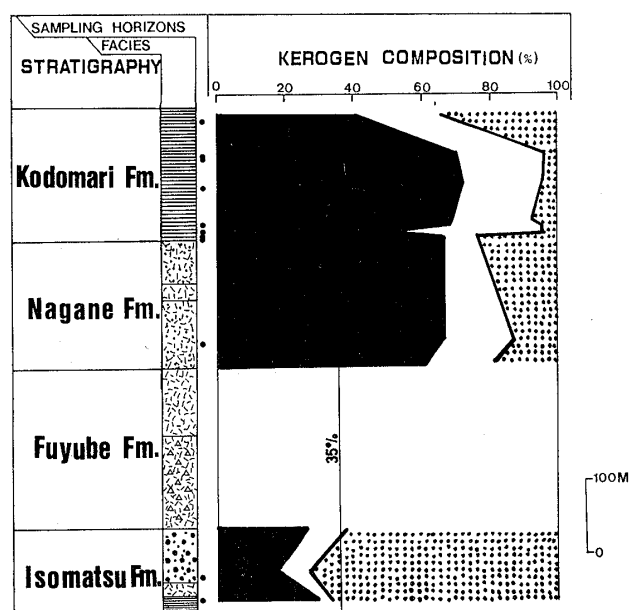 SAMPLING HORIZONS
FACIES
STRATIGRAPHY
KEROGEN COMPOSITION (%)
0 20 40 60 80 100
Kodomari Fm.
Nagane Fm.
Fuyube Fm.
35%
100M
0
Isomatsu Fm.